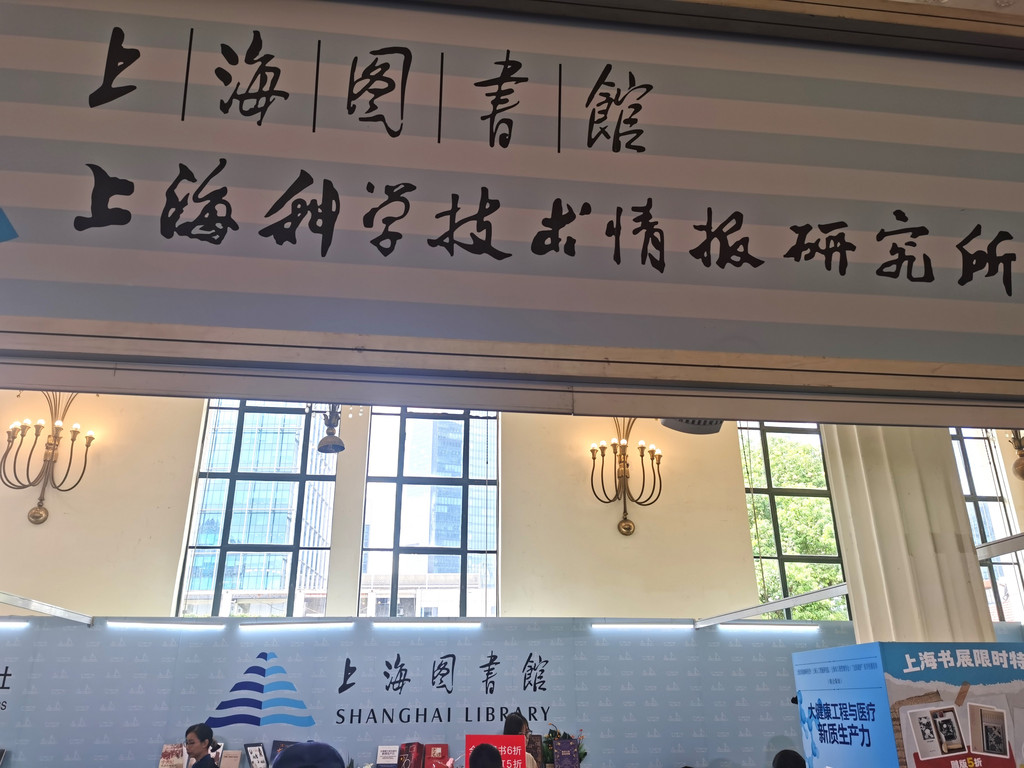 上海图書館
上海科学技术情报研究所
上海图書館
SHANGHAI LIBRARY
上海书展限时特
大健康工程与医疗
新质生产力